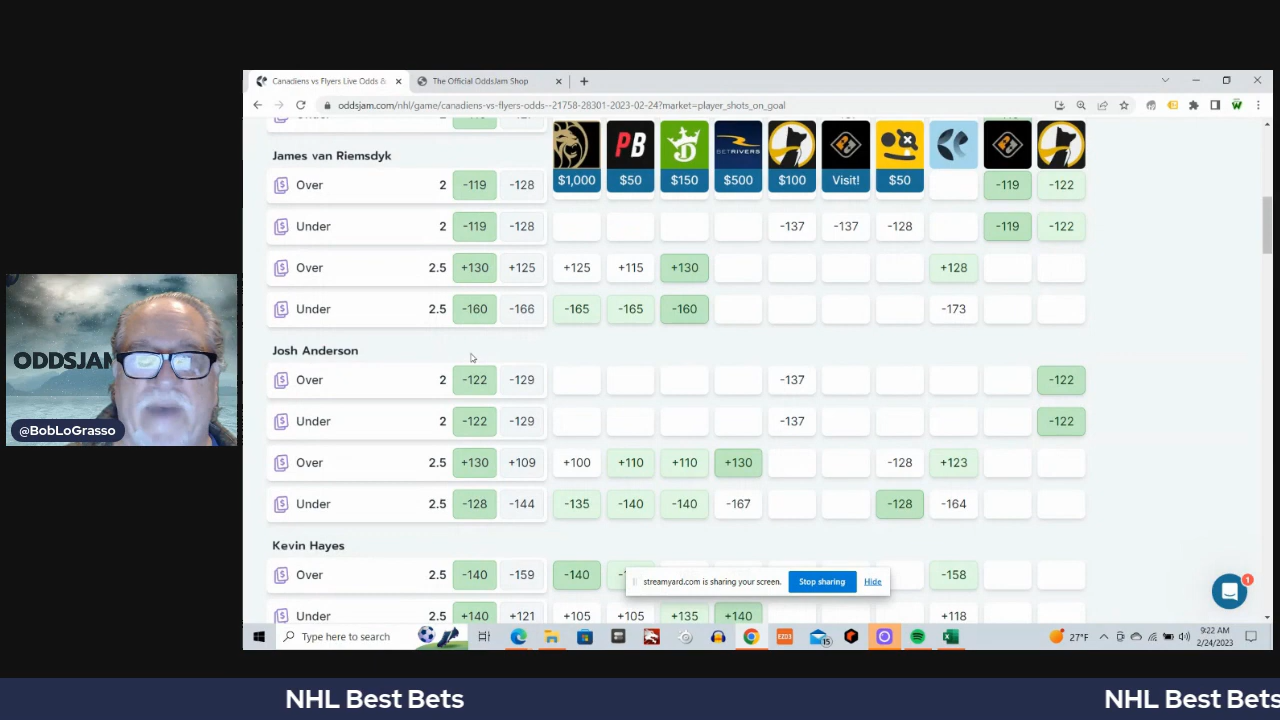 Canadiens vs Flyers Live Odds &
The Official OddsJam Shop
oddsjam.com/nhl/game/canadiens-vs-flyers-odds--21758-28301-2023-02-24?market=player_shots_on_goal
PB
BETRIVERS
James van Riemsdyk
$1,000 $50 $150 $500 $100 Visit! $50
Over 2 -119 -128 -119 -122
Under 2 -119 -128 -137 -137 -128 -119 -122
Over 2.5 +130 +125 +125 +115 +130 +128
Under 2.5 -160 -166 -165 -165 -160 -173
Josh Anderson
Over 2 -122 -129 -137 -122
Under 2 -122 -129 -137 -122
Over 2.5 +130 +109 +100 +110 +110 +130 -128 +123
Under 2.5 -128 -144 -135 -140 -140 -167 -128 -164
Kevin Hayes
Over 2.5 -140 -159 -140 -158
Under 2.5 +140 +121 +105 +105 +135 +140 +118
streamyard.com is sharing your screen. Stop sharing Hide
1
Type here to search
EZD3
15
27°F
9:22 AM
2/24/2023
ODDSJAM
@BobLoGrasso
NHL Best Bets
NHL Best Bets